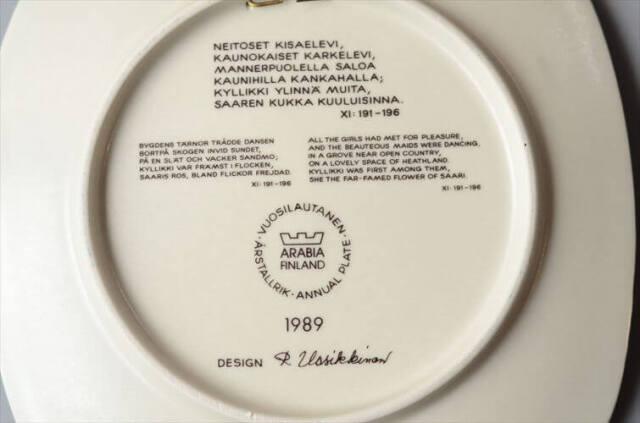 NEITOSET KISAELEVI,
KAUNOKAISET KARKELEVI,
MANNERPUOLELLA SALOA
KAUNIHILLA KANKAHALLA;
KYLLIKKI YLINNÄ MUITA,
SAAREN KUKKA KUULUISINNA.
XI: 191-196
BYGDENS TÄRNOR TRÅDDE DANSEN
BORTPÅ SKOGEN INVID SUNDET,
PÅ EN SLÄT OCH VACKER SANDMO;
KYLLIKKI VAR FRÄMST I FLOCKEN,
SAARIS ROS, BLAND FLICKOR FREJDAD.
XI: 191-196
ALL THE GIRLS HAD MET FOR PLEASURE,
AND THE BEAUTEOUS MAIDS WERE DANCING,
IN A GROVE NEAR OPEN COUNTRY,
ON A LOVELY SPACE OF HEATHLAND.
KYLLIKKI WAS FIRST AMONG THEM,
SHE THE FAR-FAMED FLOWER OF SAARI.
XI: 191-196
· VUOSILAUTANEN ·
ARABIA
FINLAND
ÅRSTALLRIK · ANNUAL PLATE
1989
DESIGN R. Uosikkinen